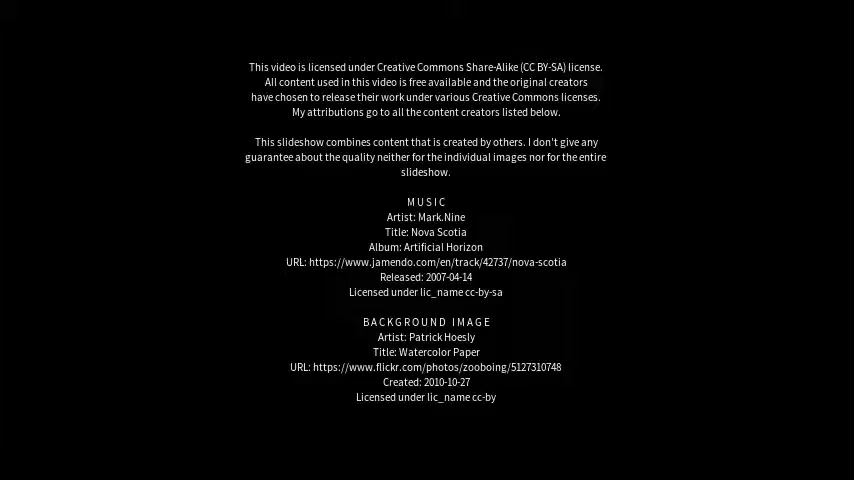 This video is licensed under Creative Commons Share-Alike (CC BY-SA) license.
All content used in this video is free available and the original creators
have chosen to release their work under various Creative Commons licenses.
My attributions go to all the content creators listed below.
This slideshow combines content that is created by others. I don't give any
guarantee about the quality neither for the individual images nor for the entire
slideshow.
MUSIC
Artist: Mark.Nine
Title: Nova Scotia
Album: Artificial Horizon
URL: https://www.jamendo.com/en/track/42737/nova-scotia
Released: 2007-04-14
Licensed under lic_name cc-by-sa
BACKGROUND IMAGE
Artist: Patrick Hoesly
Title: Watercolor Paper
URL: https://www.flickr.com/photos/zooboing/5127310748
Created: 2010-10-27
Licensed under lic_name cc-by